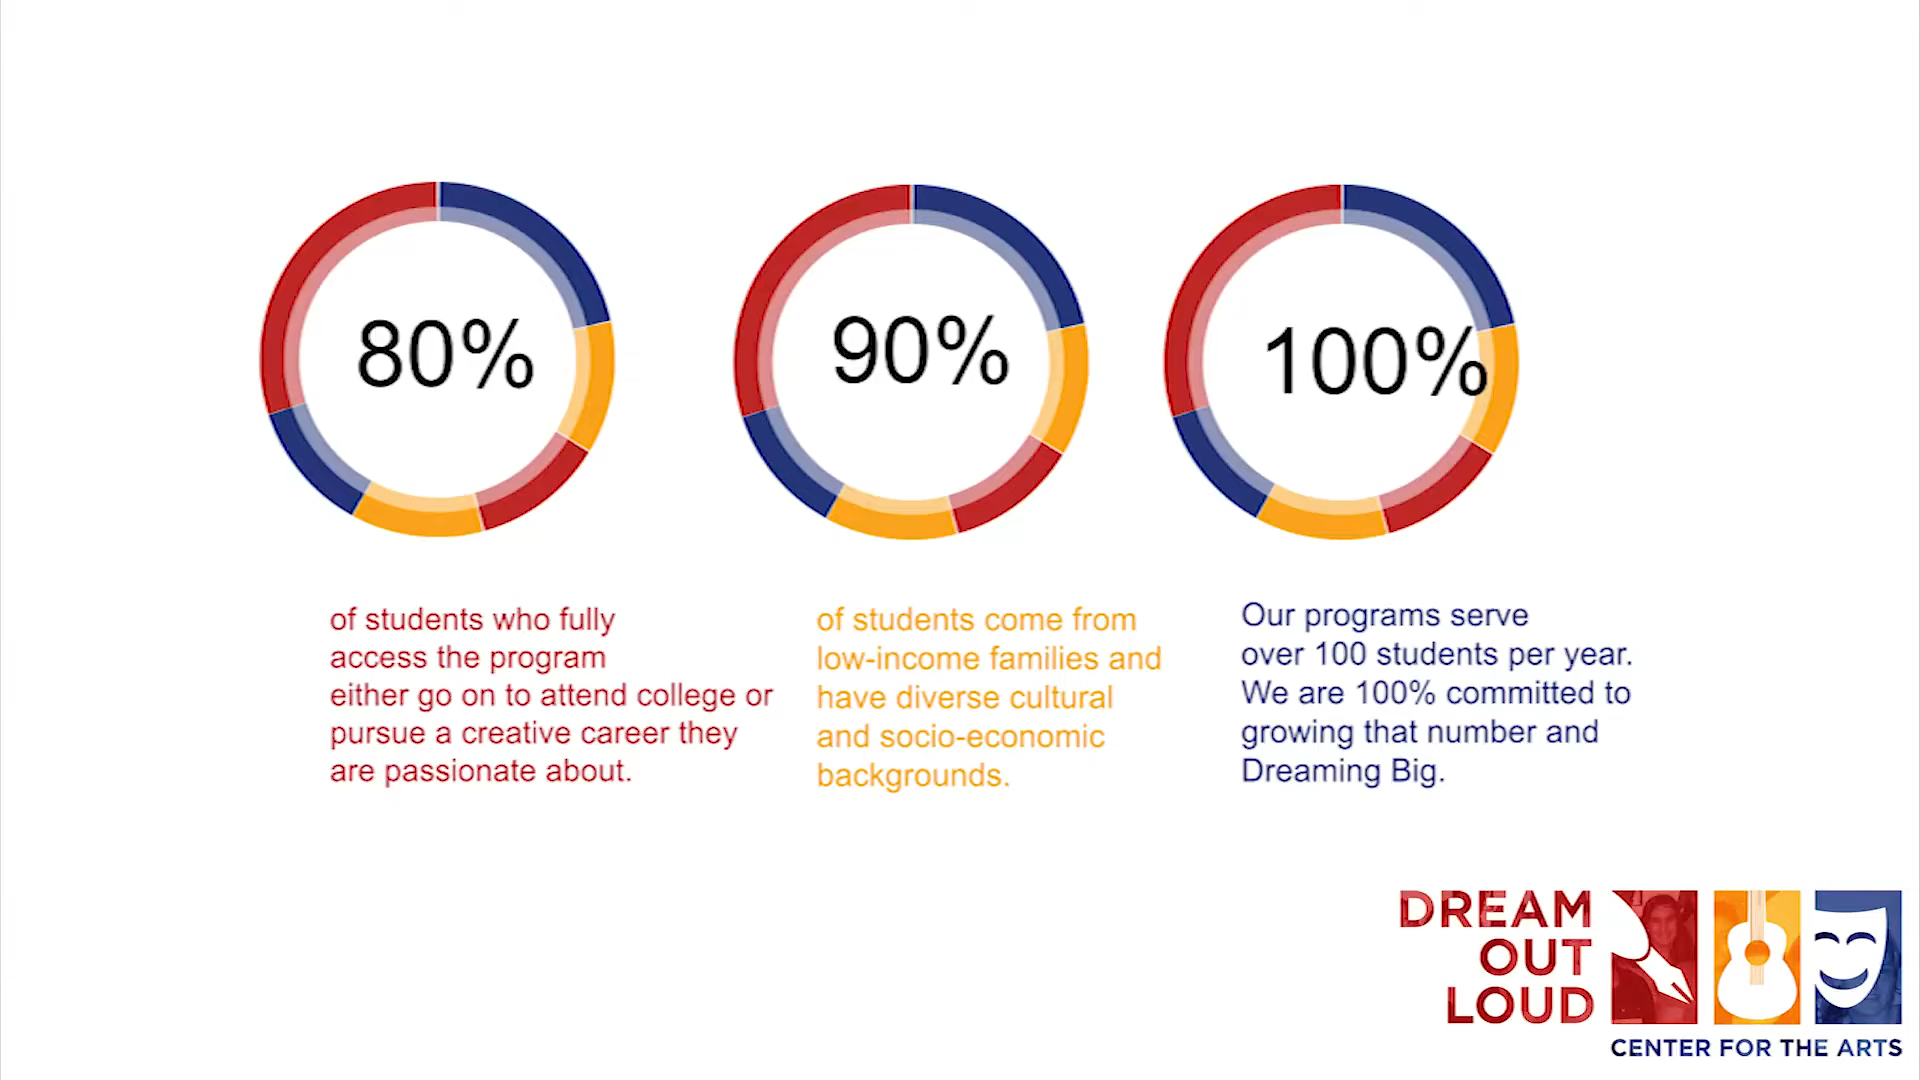 80%
of students who fully
access the program
either go on to attend college or
pursue a creative career they
are passionate about.
90%
of students come from
low-income families and
have diverse cultural
and socio-economic
backgrounds.
100%
Our programs serve
over 100 students per year.
We are 100% committed to
growing that number and
Dreaming Big.
DREAM
OUT
LOUD
CENTER FOR THE ARTS